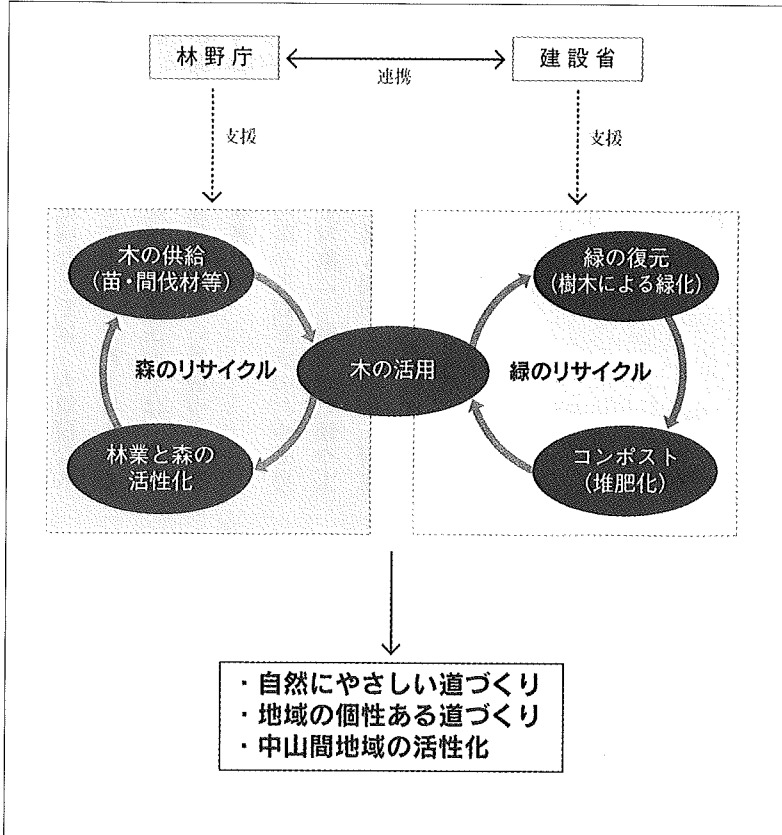 林野庁
建設省
連携
支援
支援
木の供給
(苗・間伐材等)
緑の復元
(樹木による緑化)
森のリサイクル
木の活用
緑のリサイクル
林業と森の
活性化
コンポスト
(堆肥化)
・自然にやさしい道づくり
・地域の個性ある道づくり
・中山間地域の活性化